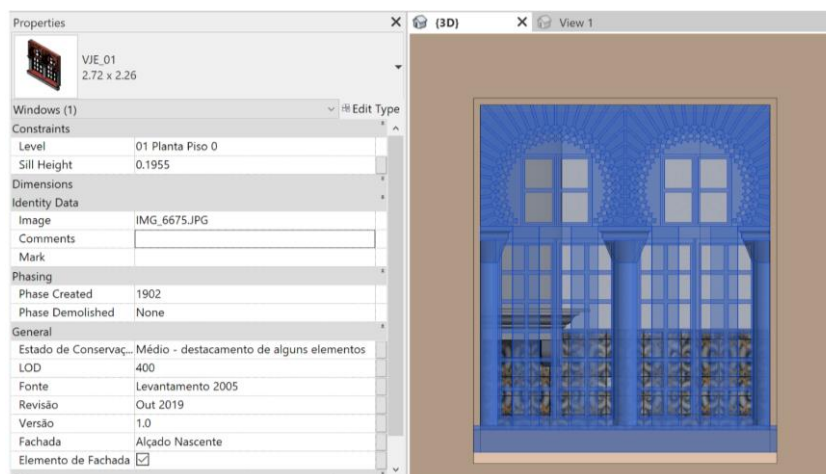 Properties
VJE_01
2.72 x 2.26
Windows (1)
Edit Type
Constraints
Level 01 Planta Piso 0
Sill Height 0.1955
Dimensions
Identity Data
Image IMG_6675.JPG
Comments
Mark
Phasing
Phase Created 1902
Phase Demolished None
General
Estado de Conservaç... Médio - destacamento de alguns elementos
LOD 400
Fonte Levantamento 2005
Revisão Out 2019
Versão 1.0
Fachada Alçado Nascente
Elemento de Fachada
(3D)
View 1